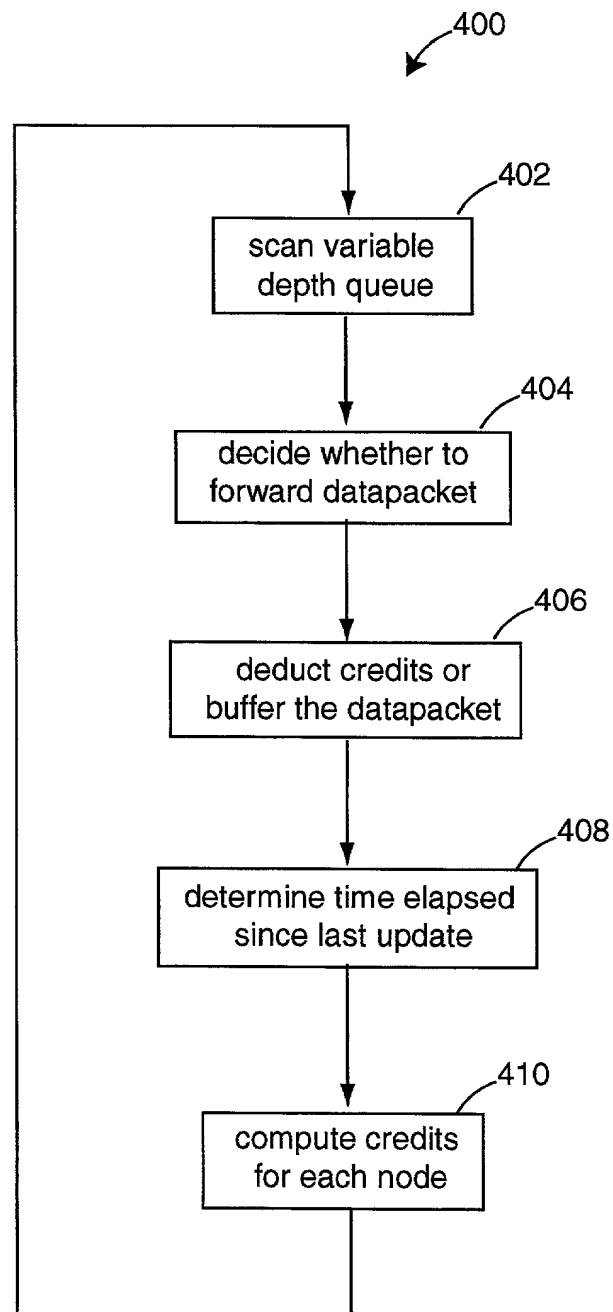 400
402
scan variable
depth queue
404
decide whether to
forward datapacket
406
deduct credits or
buffer the datapacket
408
determine time elapsed
since last update
410
compute credits
for each node